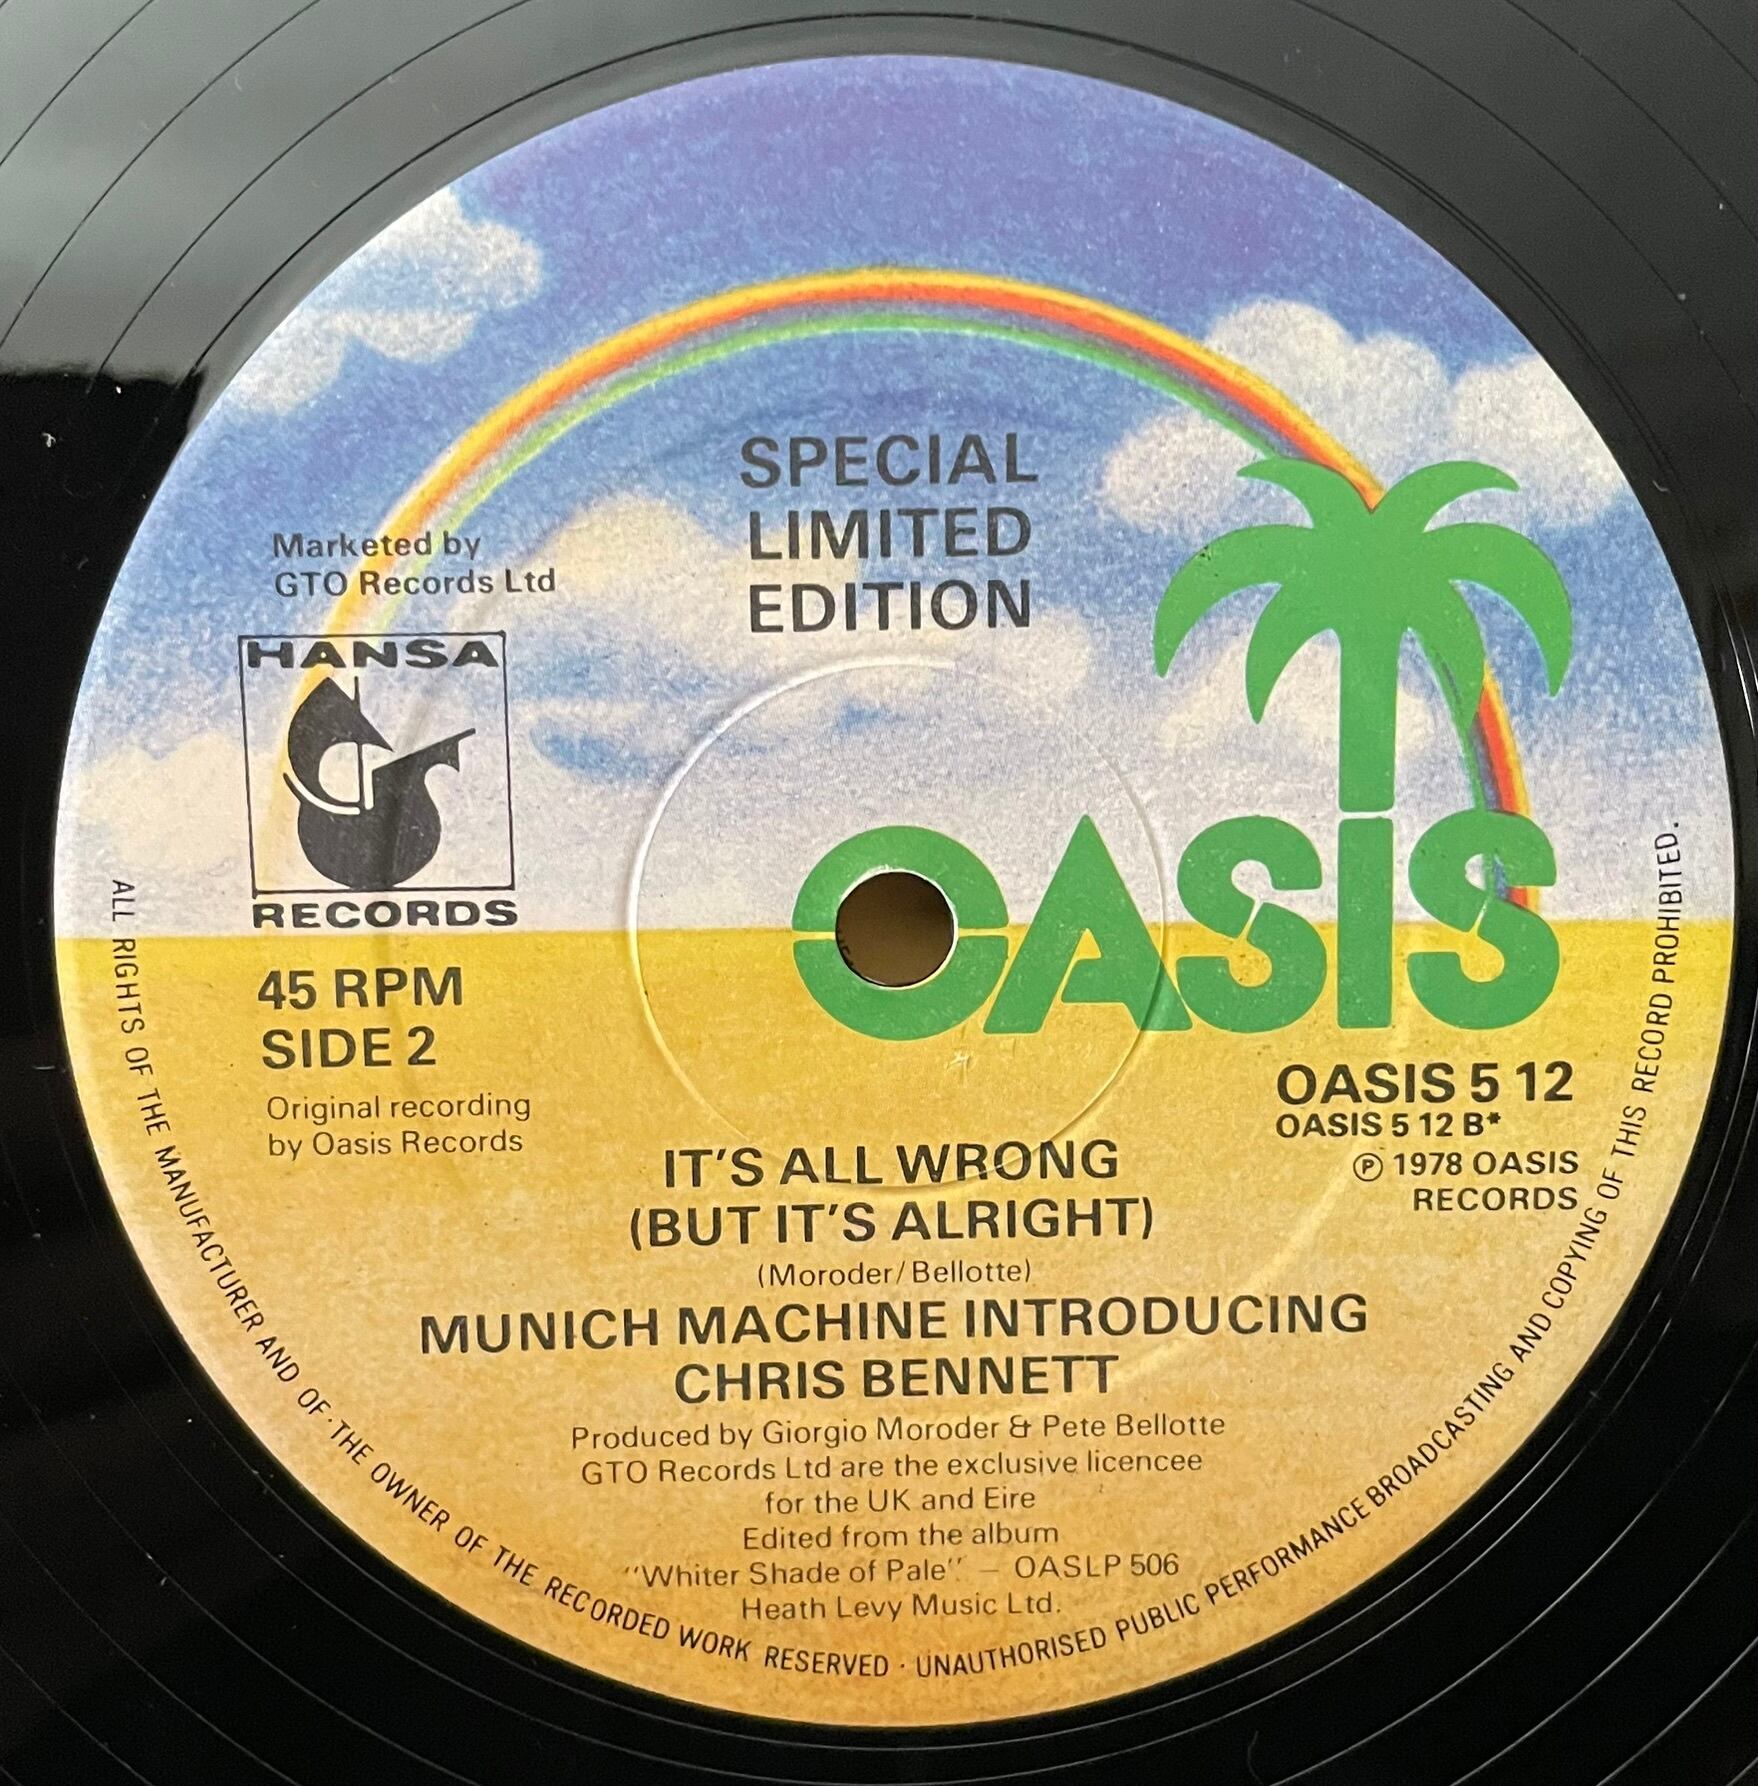 SPECIAL
LIMITED
EDITION
Marketed by
GTO Records Ltd
HANSA
RECORDS
OASIS
45 RPM
SIDE 2
Original recording
by Oasis Records
OASIS 5 12
OASIS 5 12 B*
℗ 1978 OASIS
RECORDS
IT'S ALL WRONG
(BUT IT'S ALRIGHT)
(Moroder/Bellotte)
MUNICH MACHINE INTRODUCING
CHRIS BENNETT
Produced by Giorgio Moroder & Pete Bellotte
GTO Records Ltd are the exclusive licencee
for the UK and Eire
Edited from the album
"Whiter Shade of Pale". – OASLP 506
Heath Levy Music Ltd.
ALL RIGHTS OF THE MANUFACTURER AND OF·THE OWNER OF THE RECORDED WORK RESERVED · UNAUTHORISED PUBLIC PERFORMANCE BROADCASTING AND COPYING OF THIS RECORD PROHIBITED.